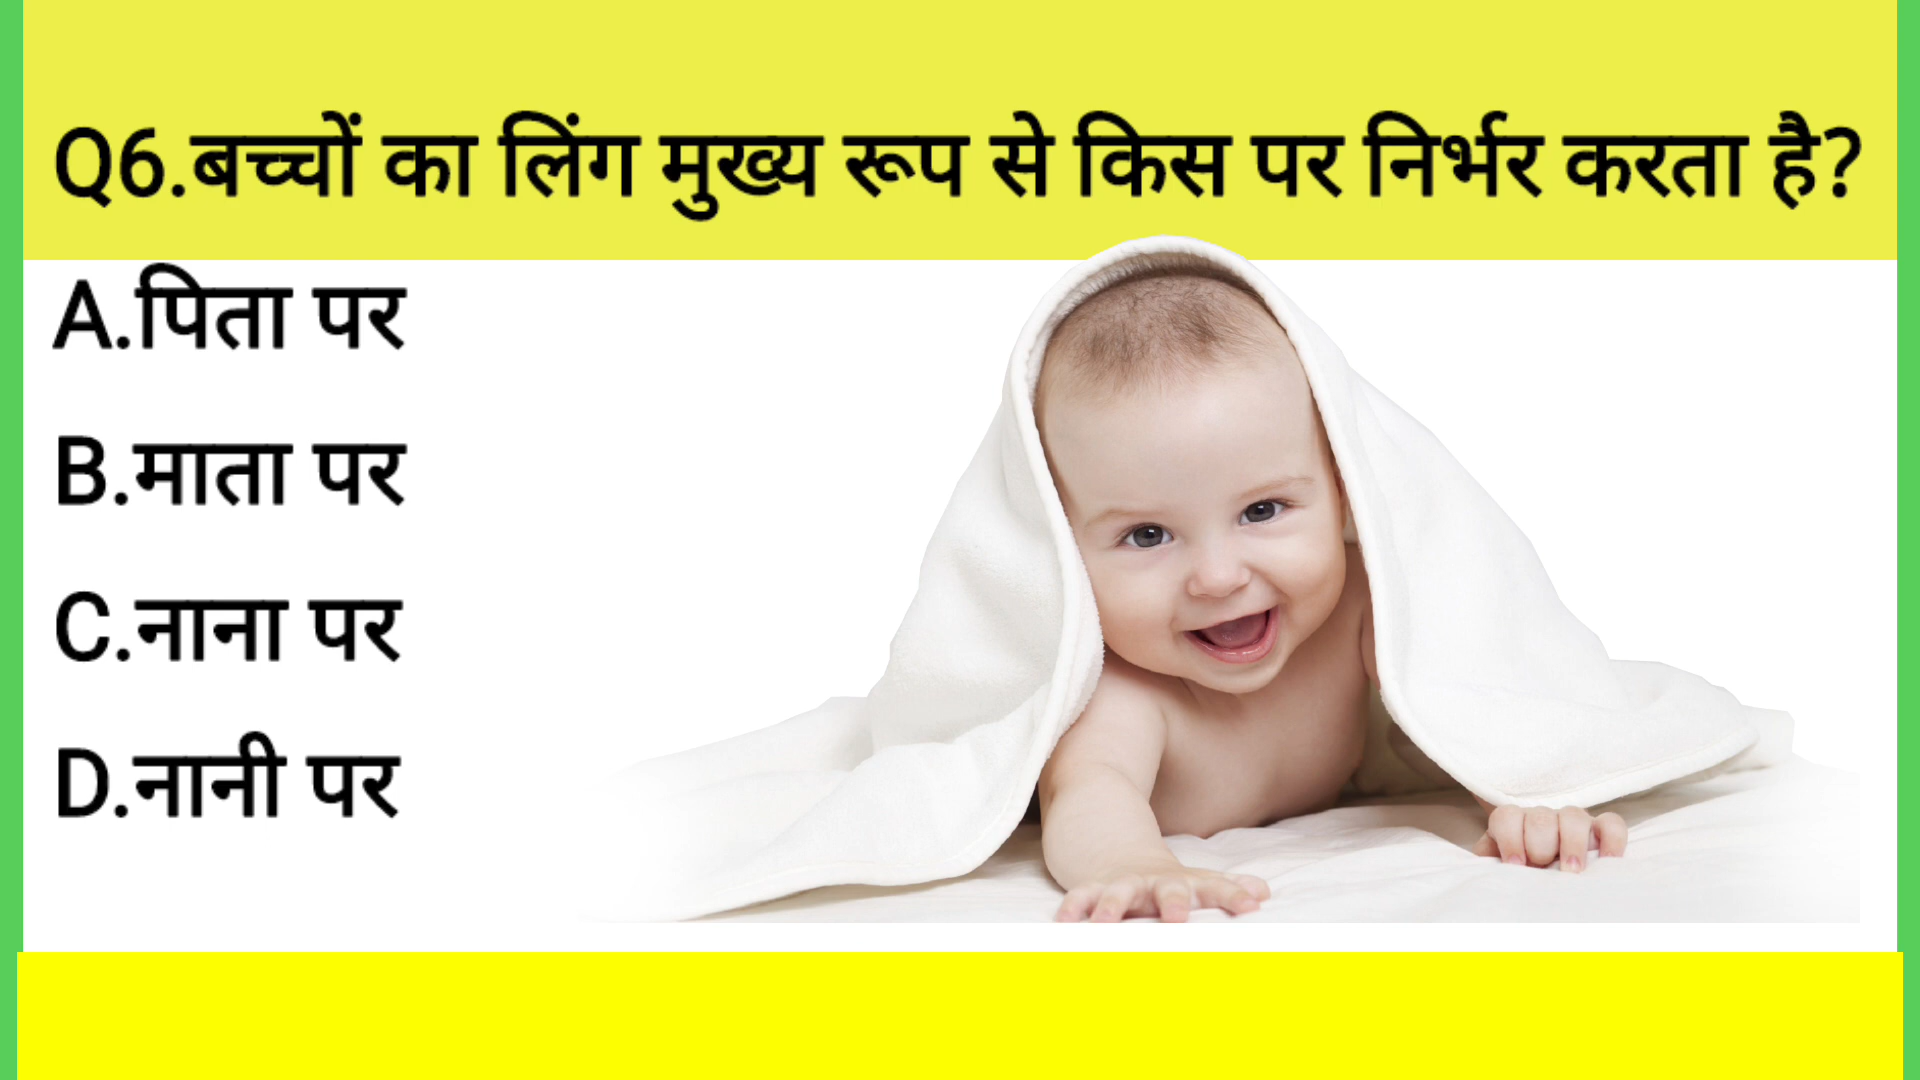 Q6.बच्चों का लिंग मुख्य रूप से किस पर निर्भर करता है?
A.पिता पर
B.माता पर
C.नाना पर
D.नानी पर